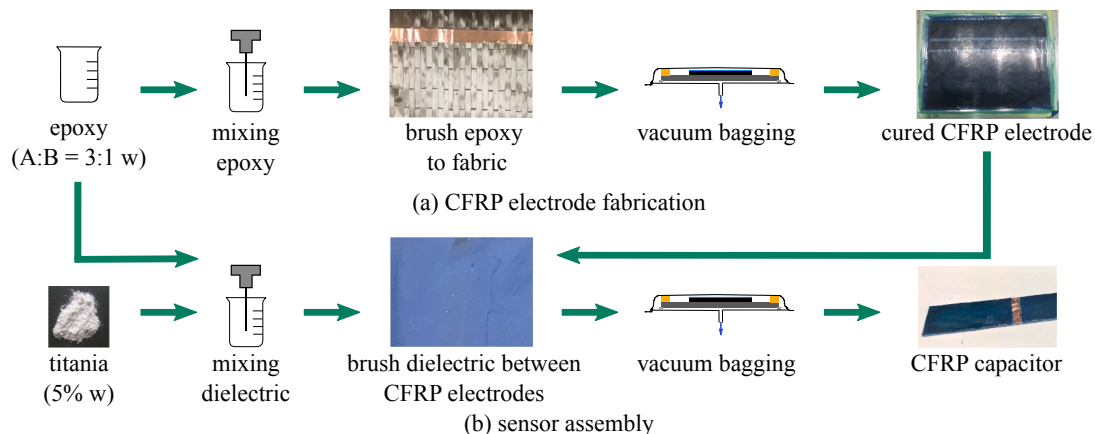 epoxy
(A:B = 3:1 w)
mixing
epoxy
brush epoxy
to fabric
vacuum bagging
cured CFRP electrode
(a) CFRP electrode fabrication
titania
(5% w)
mixing
dielectric
brush dielectric between
CFRP electrodes
vacuum bagging
CFRP capacitor
(b) sensor assembly